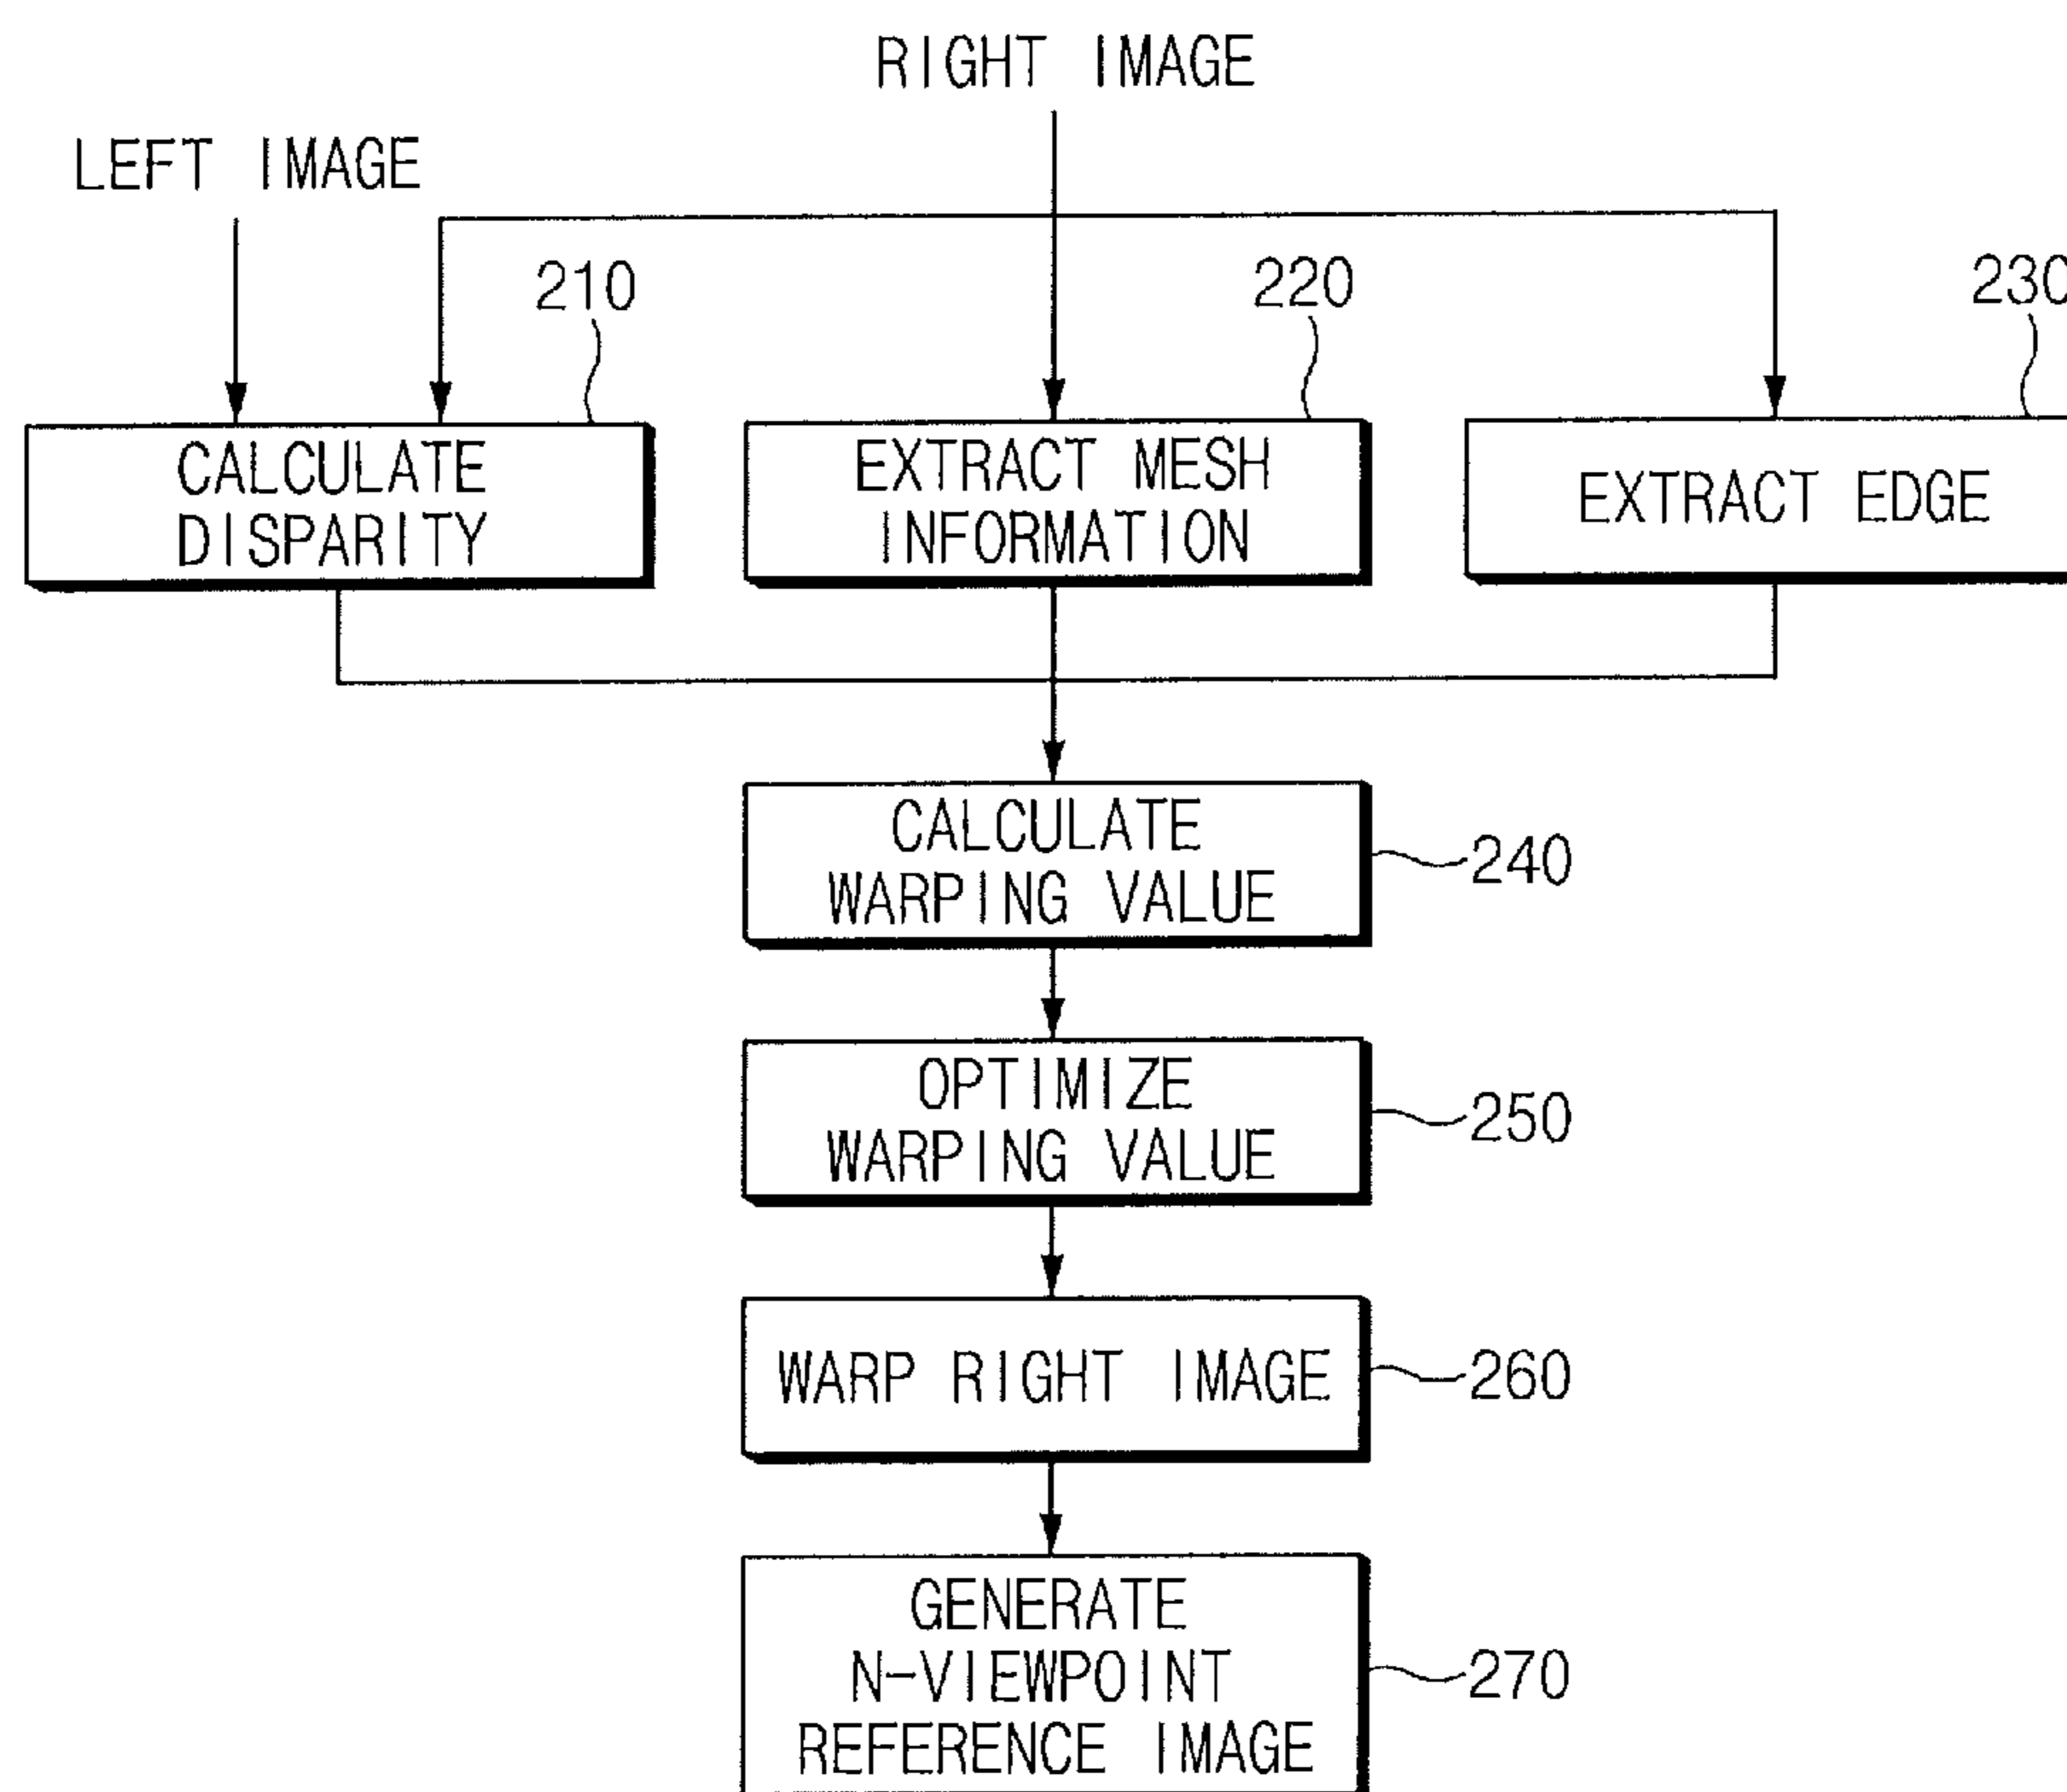 RIGHT IMAGE
LEFT IMAGE
210
220
230
CALCULATE
DISPARITY
EXTRACT MESH
INFORMATION
EXTRACT EDGE
CALCULATE
WARPING VALUE
240
OPTIMIZE
WARPING VALUE
250
WARP RIGHT IMAGE
260
GENERATE
N-VIEWPOINT
REFERENCE IMAGE
270